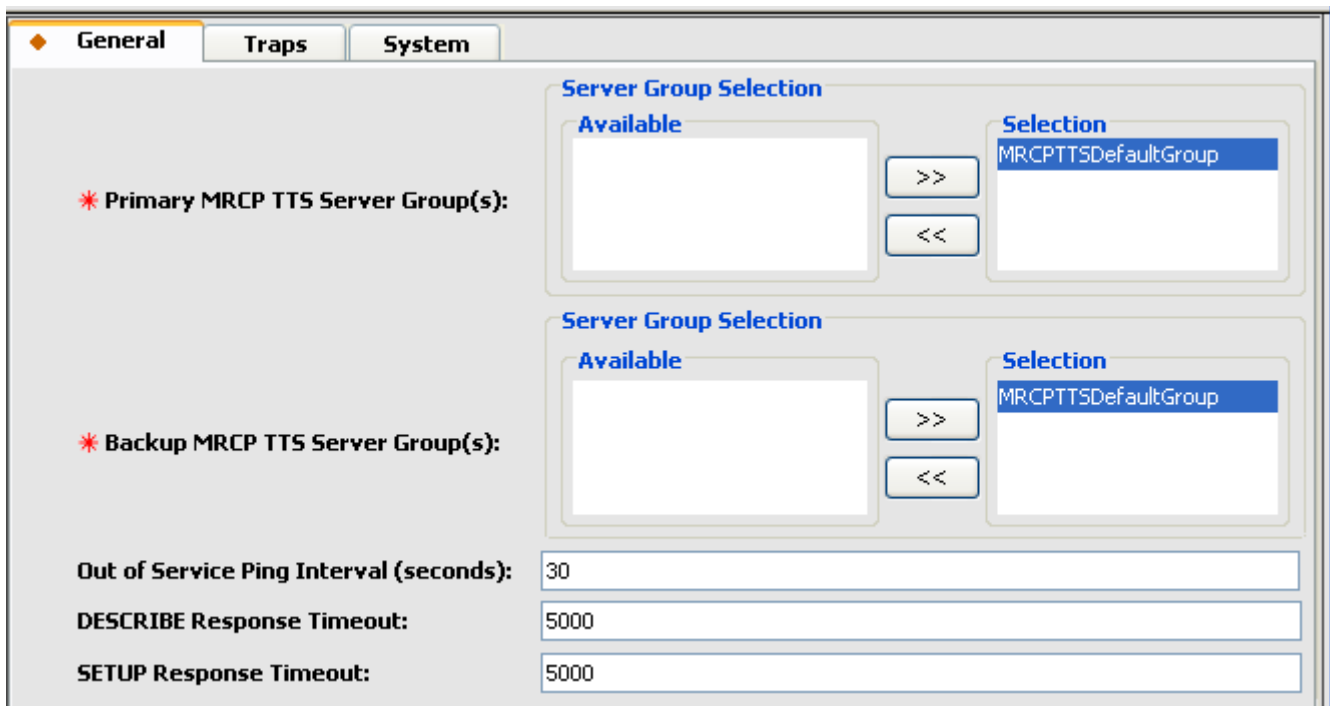 General Traps System
Server Group Selection
Available Selection
MRCPTTSDefaultGroup
>>
* Primary MRCP TTS Server Group(s):
<<
Server Group Selection
Available Selection
MRCPTTSDefaultGroup
>>
* Backup MRCP TTS Server Group(s):
<<
Out of Service Ping Interval (seconds): 30
DESCRIBE Response Timeout: 5000
SETUP Response Timeout: 5000